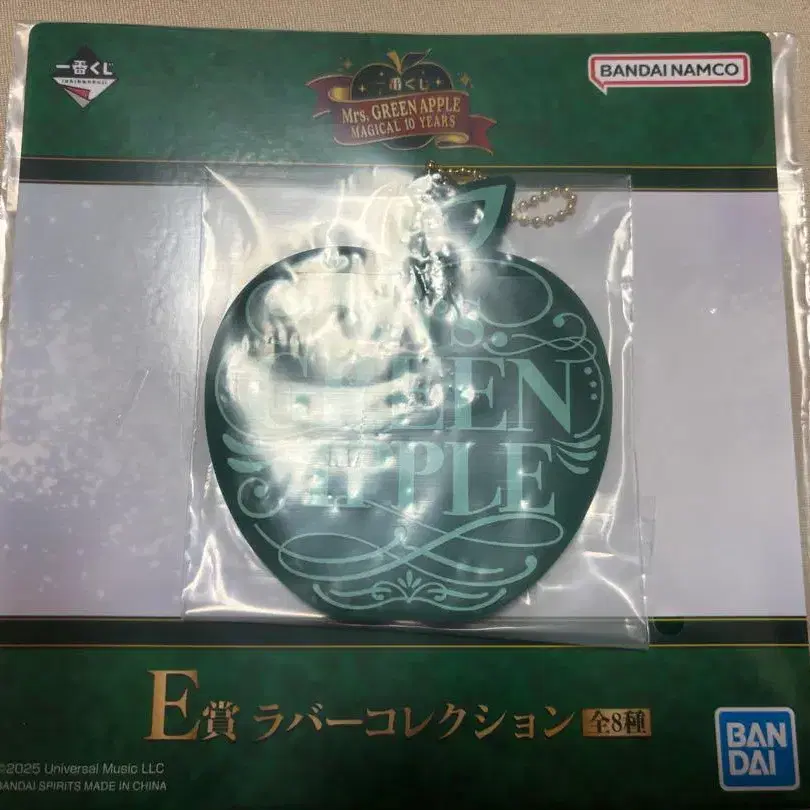 一番くじ
一番くじ
Mrs. GREEN APPLE
MAGICAL 10 YEARS
BANDAI NAMCO
GREEN
APPLE
E賞 ラバーコレクション 全8種
©2025 Universal Music LLC
BANDAI SPIRITS MADE IN CHINA
BAN
DAI